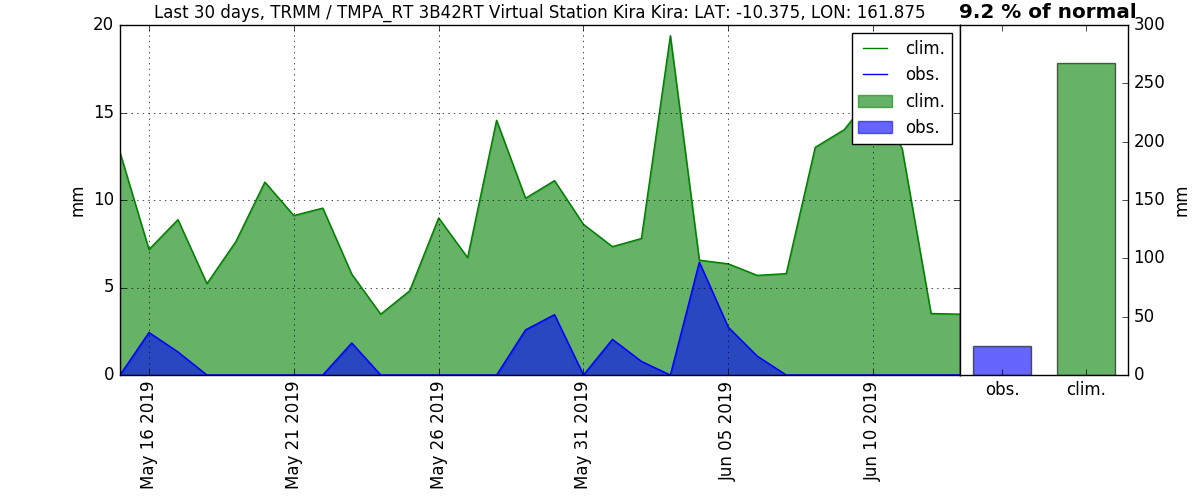 Last 30 days, TRMM / TMPA_RT 3B42RT Virtual Station Kira Kira: LAT: -10.375, LON: 161.875
9.2 % of normal
20
15
10
5
0
mm
clim.
obs.
clim.
obs.
May 16 2019
May 21 2019
May 26 2019
May 31 2019
Jun 05 2019
Jun 10 2019
300
250
200
150
100
50
0
mm
obs.
clim.